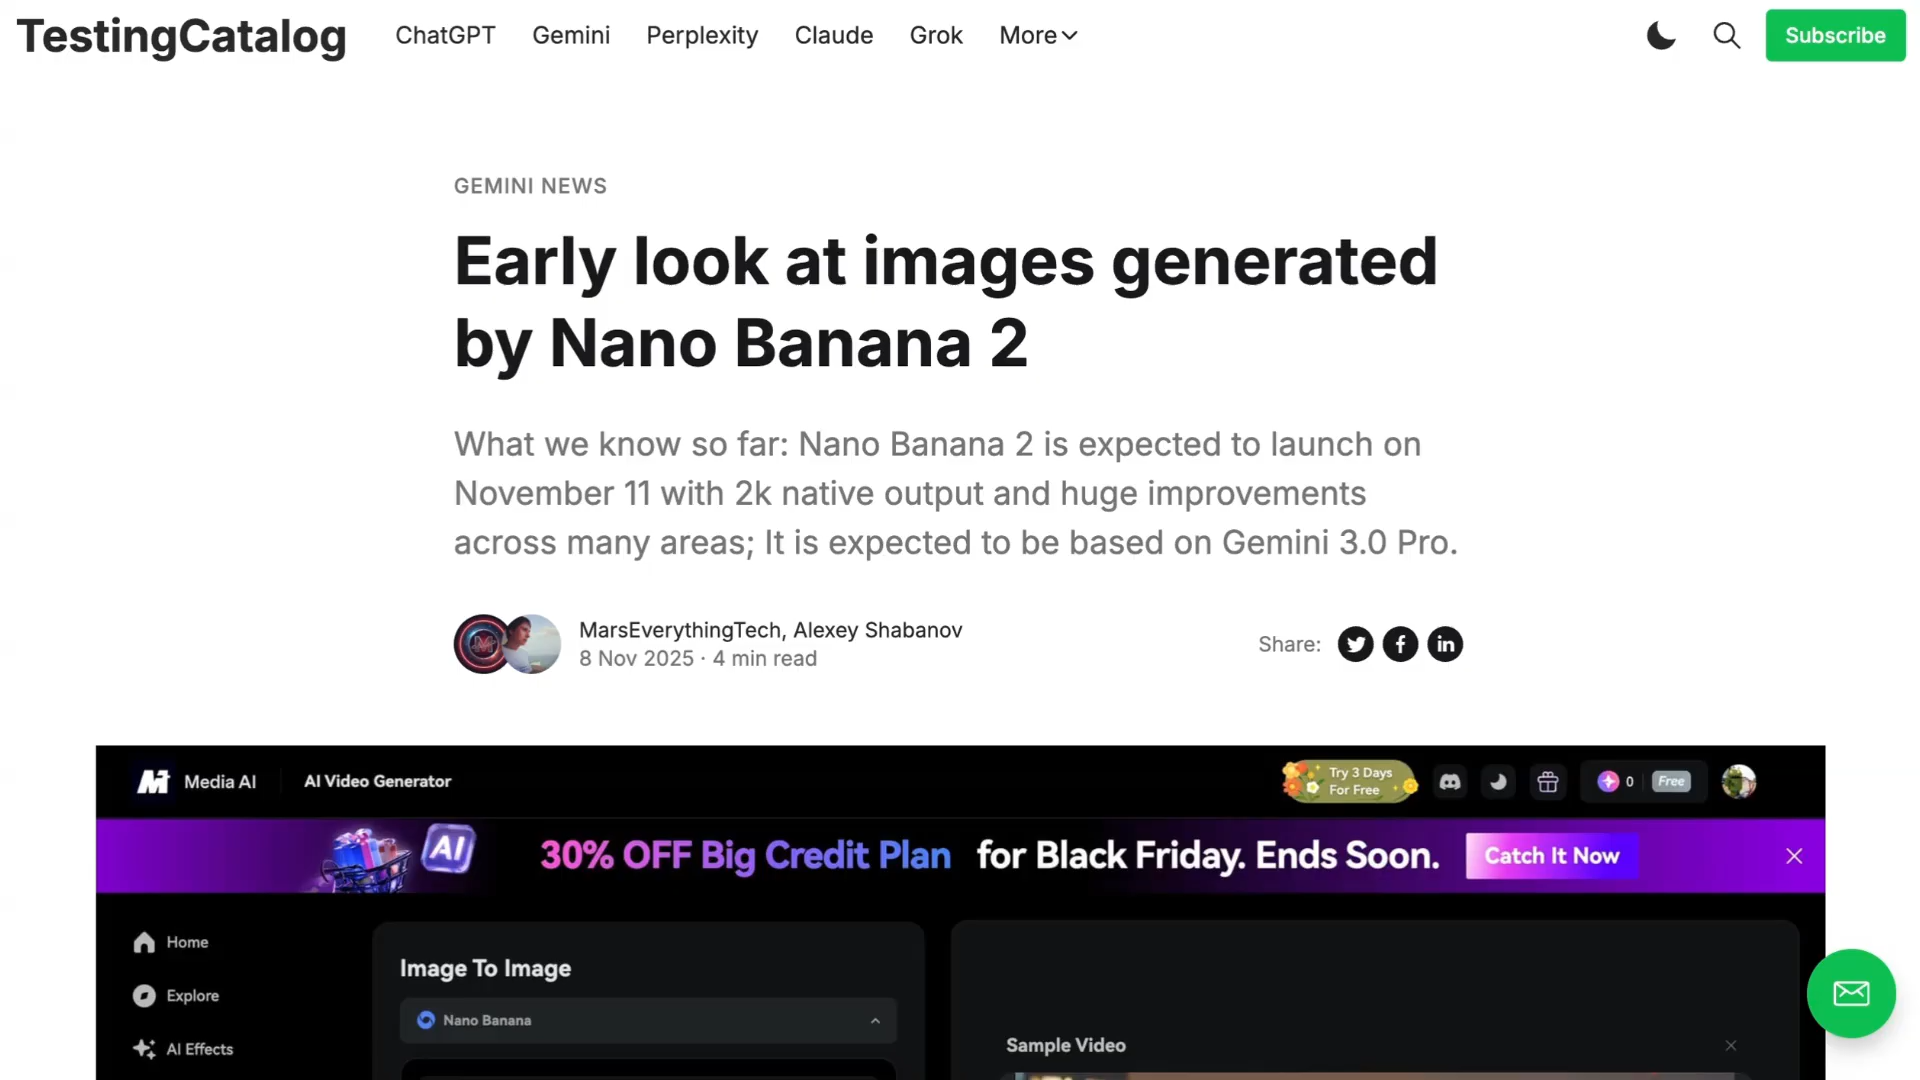 TestingCatalog
ChatGPT Gemini Perplexity Claude Grok More
Subscribe
GEMINI NEWS
Early look at images generated
by Nano Banana 2
What we know so far: Nano Banana 2 is expected to launch on
November 11 with 2k native output and huge improvements
across many areas; It is expected to be based on Gemini 3.0 Pro.
MarsEverythingTech, Alexey Shabanov
8 Nov 2025 · 4 min read
Share:
Media AI
AI Video Generator
Try 3 Days
For Free
0
Free
AI
30% OFF Big Credit Plan for Black Friday. Ends Soon.
Catch It Now
Home
Explore
AI Effects
Image To Image
Nano Banana
Sample Video